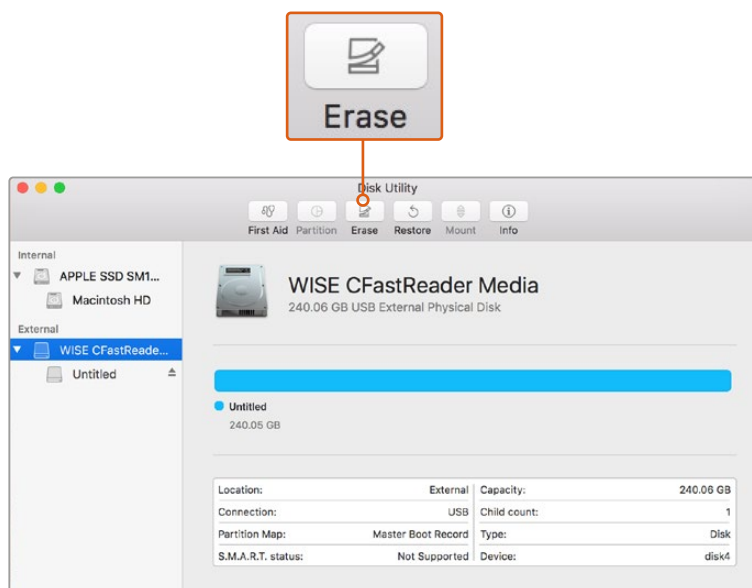 Erase
Disk Utility
First Aid Partition Erase Restore Mount Info
Internal
APPLE SSD SM1...
Macintosh HD
External
WISE CFastReade...
Untitled
WISE CFastReader Media
240.06 GB USB External Physical Disk
Untitled
240.05 GB
Location: External Capacity: 240.06 GB
Connection: USB Child count: 1
Partition Map: Master Boot Record Type: Disk
S.M.A.R.T. status: Not Supported Device: disk4